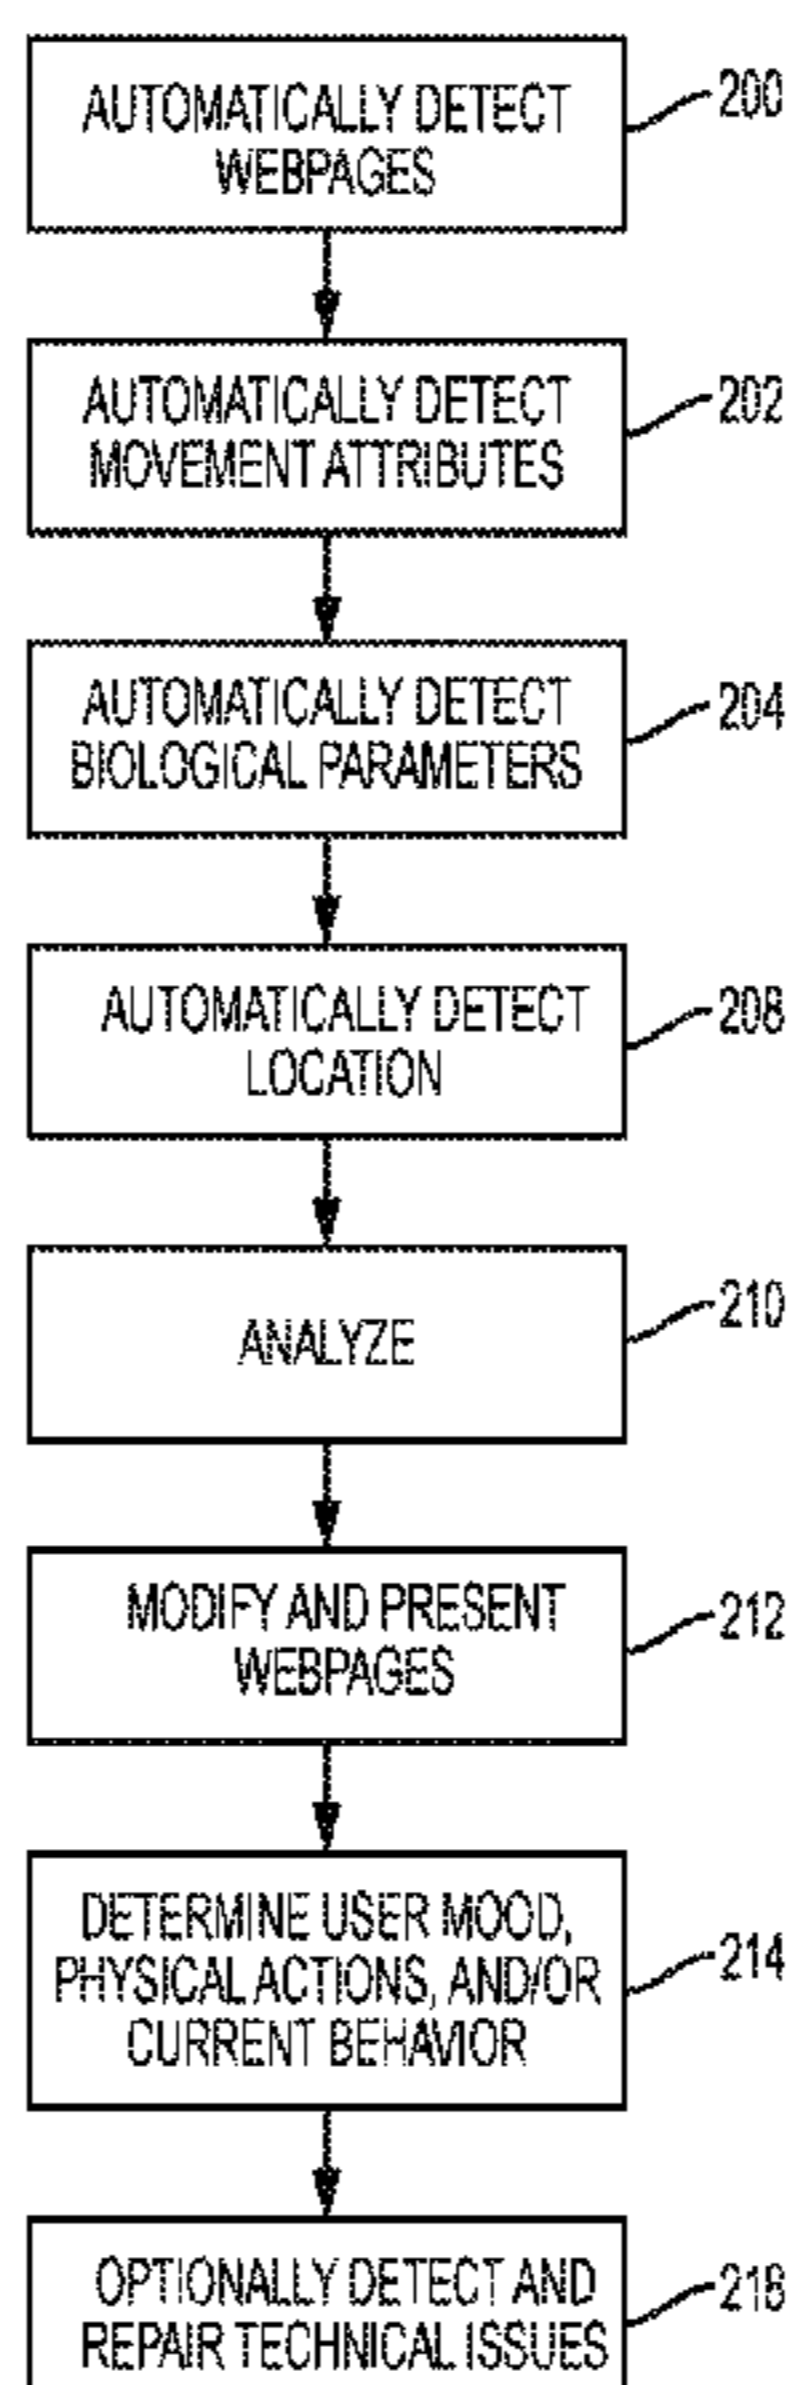 AUTOMATICALLY DETECT
WEBPAGES
200
AUTOMATICALLY DETECT
MOVEMENT ATTRIBUTES
202
AUTOMATICALLY DETECT
BIOLOGICAL PARAMETERS
204
AUTOMATICALLY DETECT
LOCATION
208
ANALYZE
210
MODIFY AND PRESENT
WEBPAGES
212
DETERMINE USER MOOD,
PHYSICAL ACTIONS, AND/OR
CURRENT BEHAVIOR
214
OPTIONALLY DETECT AND
REPAIR TECHNICAL ISSUES
218